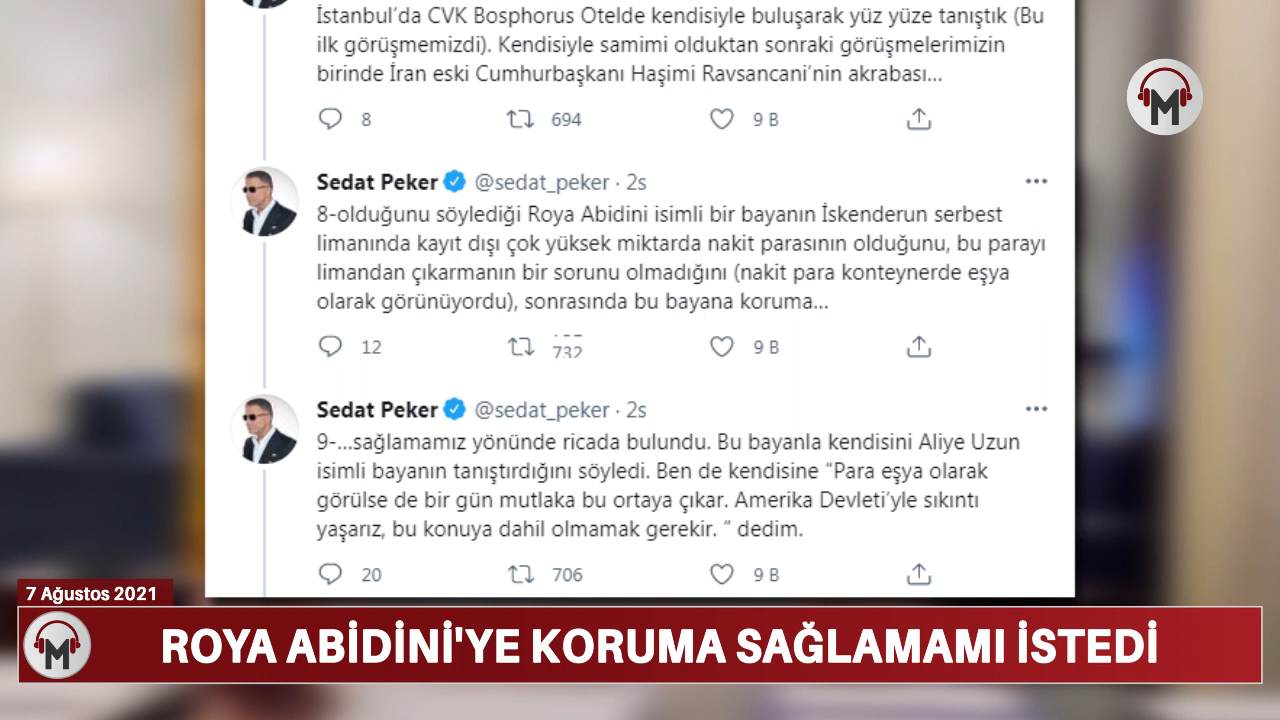 İstanbul’da CVK Bosphorus Otelde kendisiyle buluşarak yüz yüze tanıştık (Bu
ilk görüşmemizdi). Kendisiyle samimi olduktan sonraki görüşmelerimizin
birinde İran eski Cumhurbaşkanı Haşimi Ravsancani’nin akrabası...
8 694 9 B
M
Sedat Peker @sedat_peker · 2s
8-olduğunu söylediği Roya Abidini isimli bir bayanın İskenderun serbest
limanında kayıt dışı çok yüksek miktarda nakit parasının olduğunu, bu parayı
limandan çıkarmanın bir sorunu olmadığını (nakit para konteynerde eşya
olarak görünüyordu), sonrasında bu bayana koruma...
12 732 9 B
Sedat Peker @sedat_peker · 2s
9-...sağlamamız yönünde ricada bulundu. Bu bayanla kendisini Aliye Uzun
isimli bayanın tanıştırdığını söyledi. Ben de kendisine “Para eşya olarak
görülse de bir gün mutlaka bu ortaya çıkar. Amerika Devleti’yle sıkıntı
yaşarız, bu konuya dahil olmamak gerekir. ” dedim.
20 706 9 B
7 Ağustos 2021
M
ROYA ABİDİNİ'YE KORUMA SAĞLAMAMI İSTEDİ